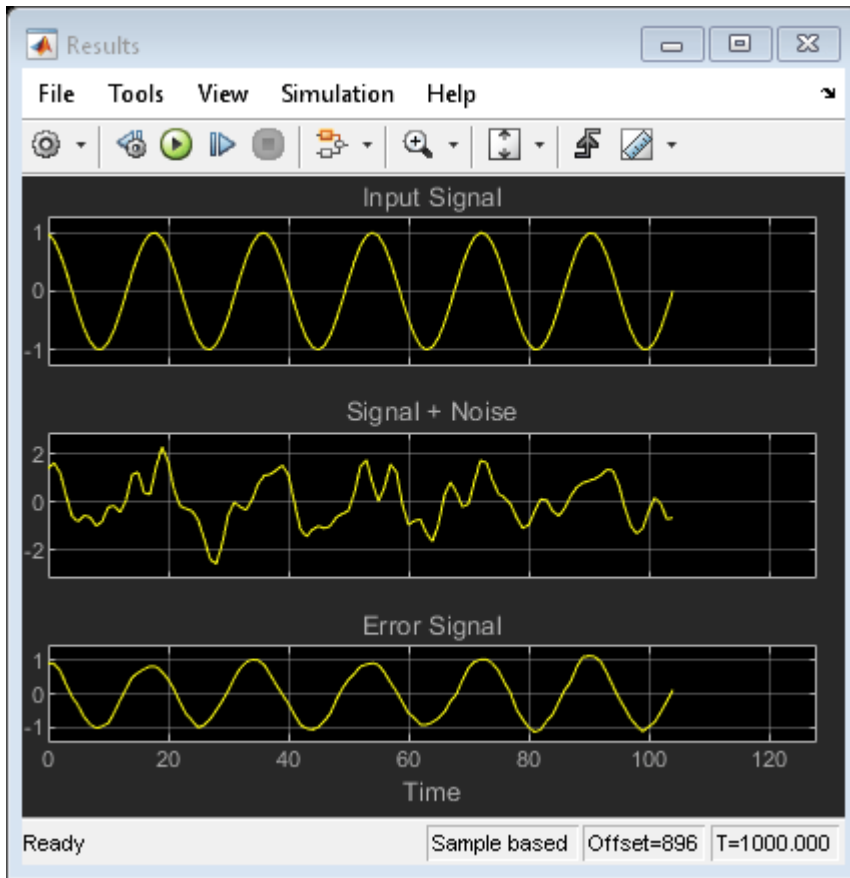 Results
File Tools View Simulation Help
Input Signal
1
0
-1
Signal + Noise
2
0
-2
Error Signal
1
0
-1
0 20 40 60 80 100 120
Time
Ready Sample based Offset=896 T=1000.000